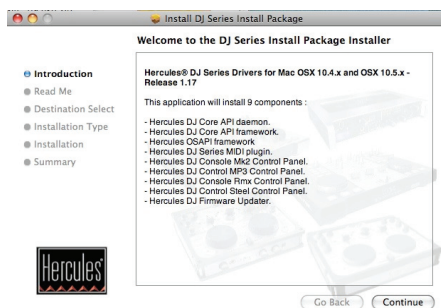 Install DJ Series Install Package
Welcome to the DJ Series Install Package Installer
Introduction
Read Me
Destination Select
Installation Type
Installation
Summary
Hercules® DJ Series Drivers for Mac OSX 10.4.x and OSX 10.5.x -
Release 1.17
This application will install 9 components :
- Hercules DJ Core API daemon.
- Hercules DJ Core API framework.
- Hercules OSAPI framework
- Hercules DJ Series MIDI plugin.
- Hercules DJ Console Mk2 Control Panel.
- Hercules DJ Control MP3 Control Panel.
- Hercules DJ Console Rmx Control Panel.
- Hercules DJ Control Steel Control Panel.
- Hercules DJ Firmware Updater.
Hercules
Go Back
Continue